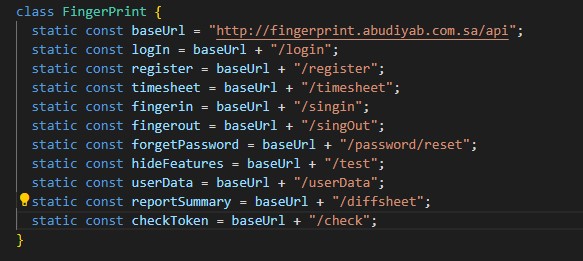 class FingerPrint {
static const baseUrl = "http://fingerprint.abudiyab.com.sa/api";
static const logIn = baseUrl + "/login";
static const register = baseUrl + "/register";
static const timesheet = baseUrl + "/timesheet";
static const fingerin = baseUrl + "/singin";
static const fingerout = baseUrl + "/singOut";
static const forgetPassword = baseUrl + "/password/reset";
static const hideFeatures = baseUrl + "/test";
static const userData = baseUrl + "/userData";
static const reportSummary = baseUrl + "/diffsheet";
static const checkToken = baseUrl + "/check";
}